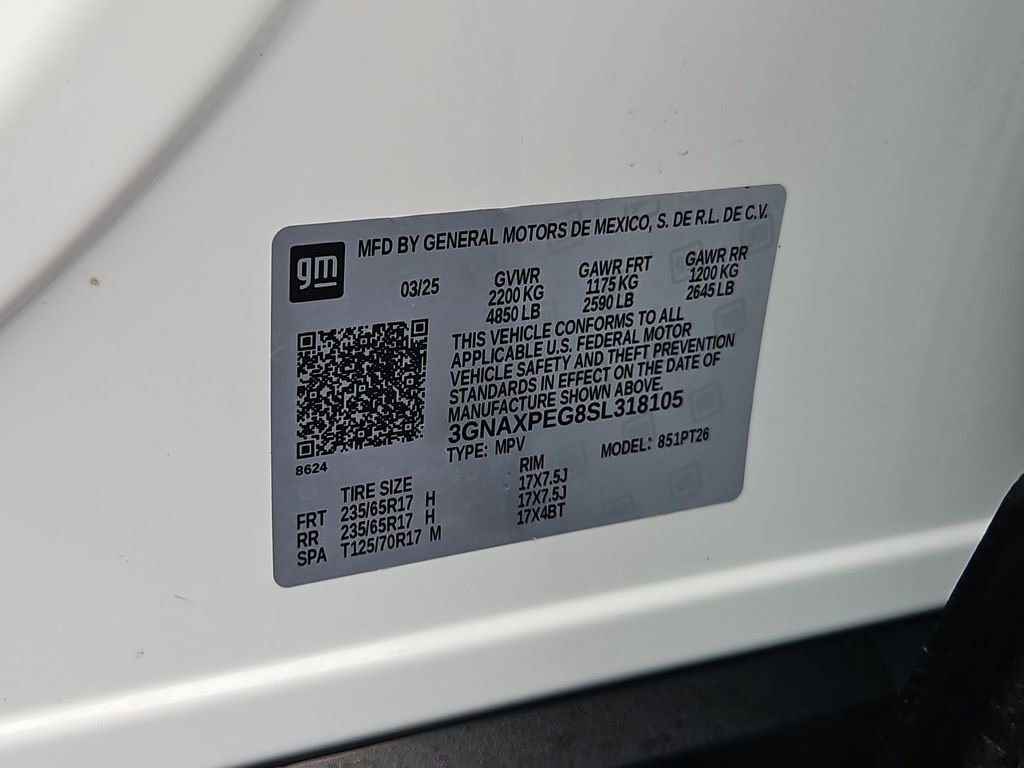 gm
MFD BY GENERAL MOTORS DE MEXICO, S. DE R.L. DE C.V.
03/25 GVWR GAWR FRT GAWR RR
2200 KG 1175 KG 1200 KG
4850 LB 2590 LB 2645 LB
THIS VEHICLE CONFORMS TO ALL
APPLICABLE U.S. FEDERAL MOTOR
VEHICLE SAFETY AND THEFT PREVENTION
STANDARDS IN EFFECT ON THE DATE OF
MANUFACTURE SHOWN ABOVE.
3GNAXPEG8SL318105
TYPE: MPV MODEL: 851PT26
8624
TIRE SIZE RIM
FRT 235/65R17 H 17X7.5J
RR 235/65R17 H 17X7.5J
SPA T125/70R17 M 17X4BT